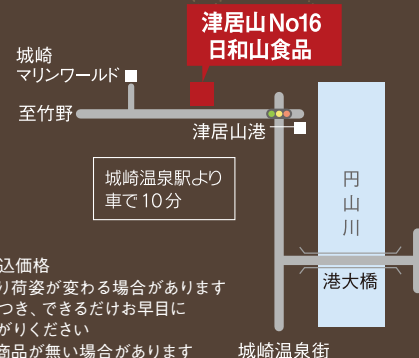 津居山No16
日和山食品
城崎
マリンワールド
至竹野
津居山港
城崎温泉駅より
車で10分
円山川
港大橋
込価格
り荷姿が変わる場合があります
つき、できるだけお早目に
がりください
商品が無い場合があります
城崎温泉街